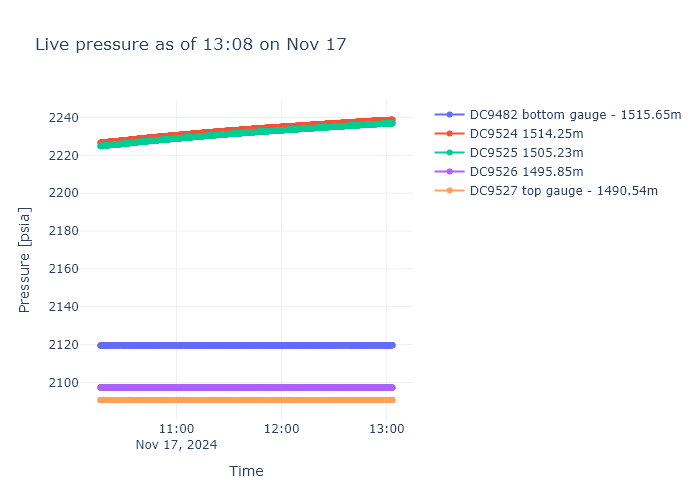 Live pressure as of 13:08 on Nov 17
DC9482 bottom gauge - 1515.65m
DC9524 1514.25m
DC9525 1505.23m
DC9526 1495.85m
DC9527 top gauge - 1490.54m
Pressure [psia]
2240
2220
2200
2180
2160
2140
2120
2100
11:00
Nov 17, 2024
12:00
13:00
Time